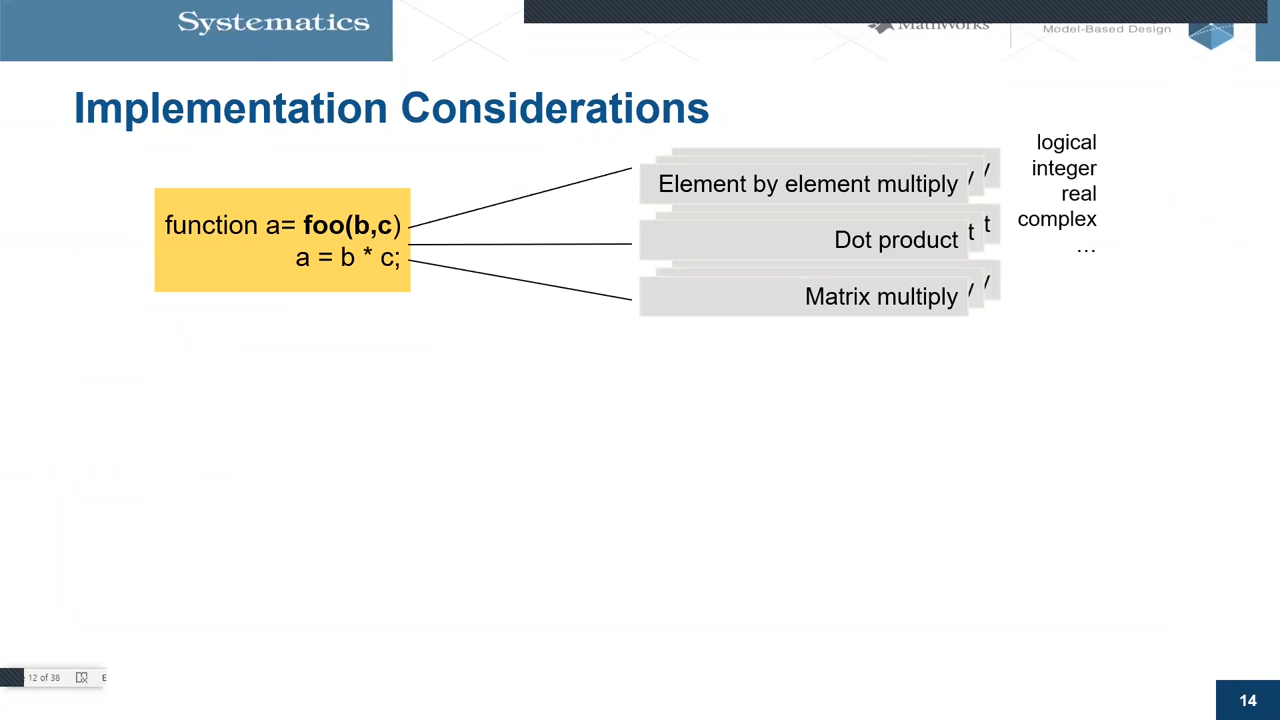 Systematics
MathWorks
Model-Based Design
Implementation Considerations
function a= foo(b,c)
a = b * c;
Element by element multiply
Dot product
Matrix multiply
y
y
t
t
y
y
logical
integer
real
complex
…
12 of 38
E
14